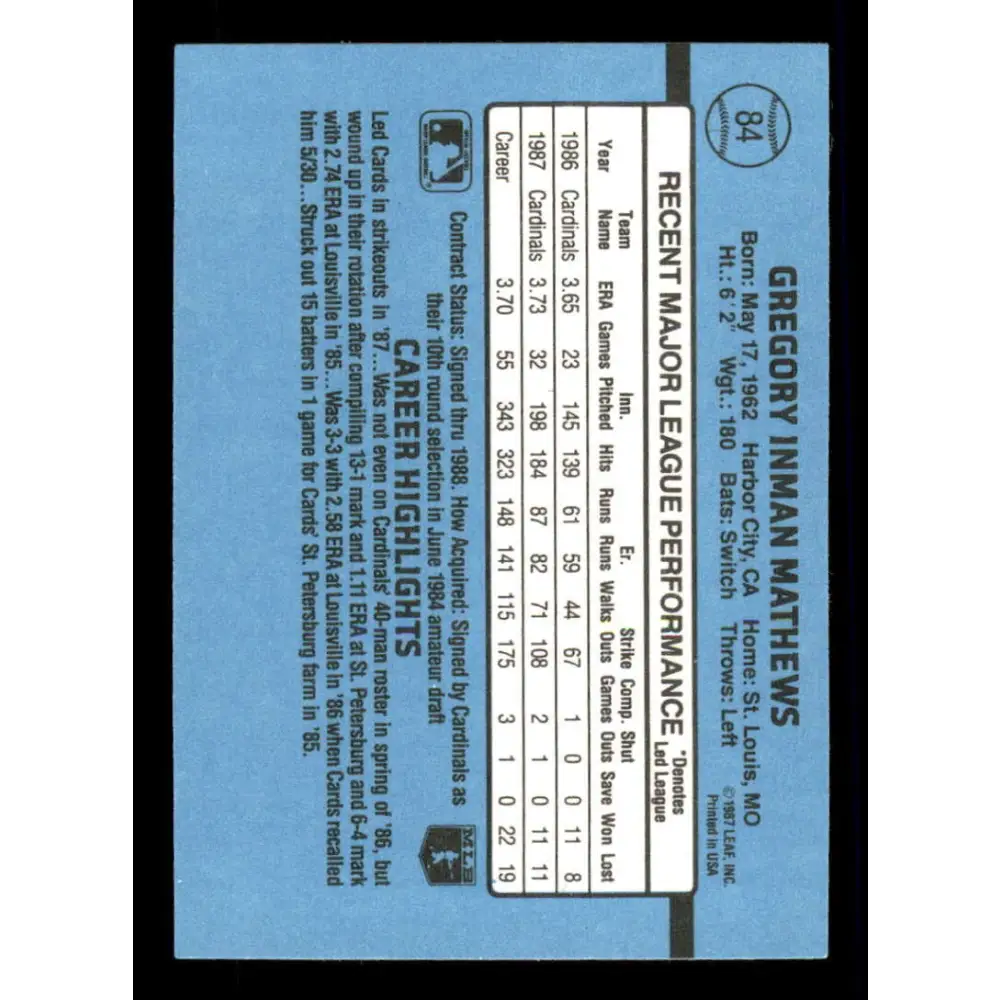 84
GREGORY INMAN MATHEWS
Born: May 17, 1962 Harbor City, CA Home: St. Louis, MO
Ht.: 6'2" Wgt.: 180 Bats: Switch Throws: Left
©1987 LEAF, INC.
Printed in USA
RECENT MAJOR LEAGUE PERFORMANCE *Denotes Led League
Team Inn. Er. Strike Comp. Shut
Year Name ERA Games Pitched Hits Runs Runs Walks Outs Games Outs Save Won Lost
1986 Cardinals 3.65 23 145 139 61 59 44 67 1 0 0 11 8
1987 Cardinals 3.73 32 198 184 87 82 71 108 2 1 0 11 11
Career 3.70 55 343 323 148 141 115 175 3 1 0 22 19
Contract Status: Signed thru 1988. How Acquired: Signed by Cardinals as
their 10th round selection in June 1984 amateur draft
MLB
CAREER HIGHLIGHTS
Led Cards in strikeouts in '87...Was not even on Cardinals' 40-man roster in spring of '86, but
wound up in their rotation after compiling 13-1 mark and 1.11 ERA at St. Petersburg and 6-4 mark
with 2.74 ERA at Louisville in '85...Was 3-3 with 2.58 ERA at Louisville in '86 when Cards recalled
him 5/30...Struck out 15 batters in 1 game for Cards' St. Petersburg farm in '85.